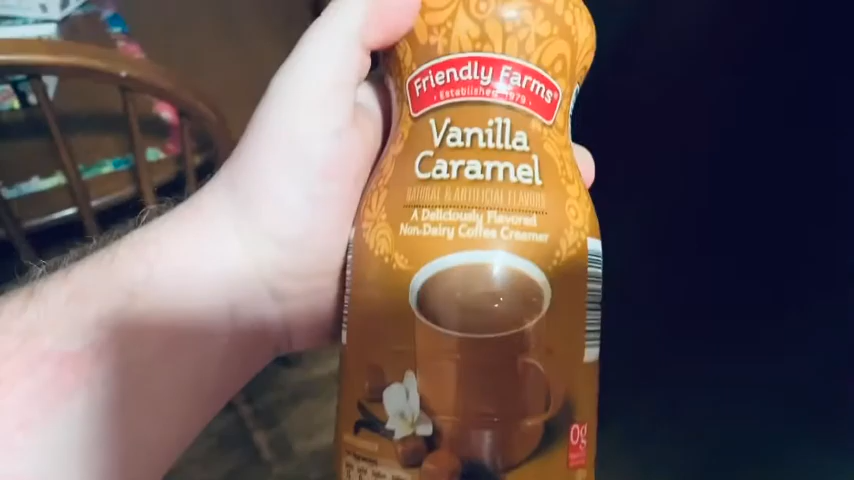 Friendly Farms®
• Established 1979 •
Vanilla
Caramel
NATURAL & ARTIFICIAL FLAVORS
A Deliciously Flavored
Non-Dairy Coffee Creamer
0g